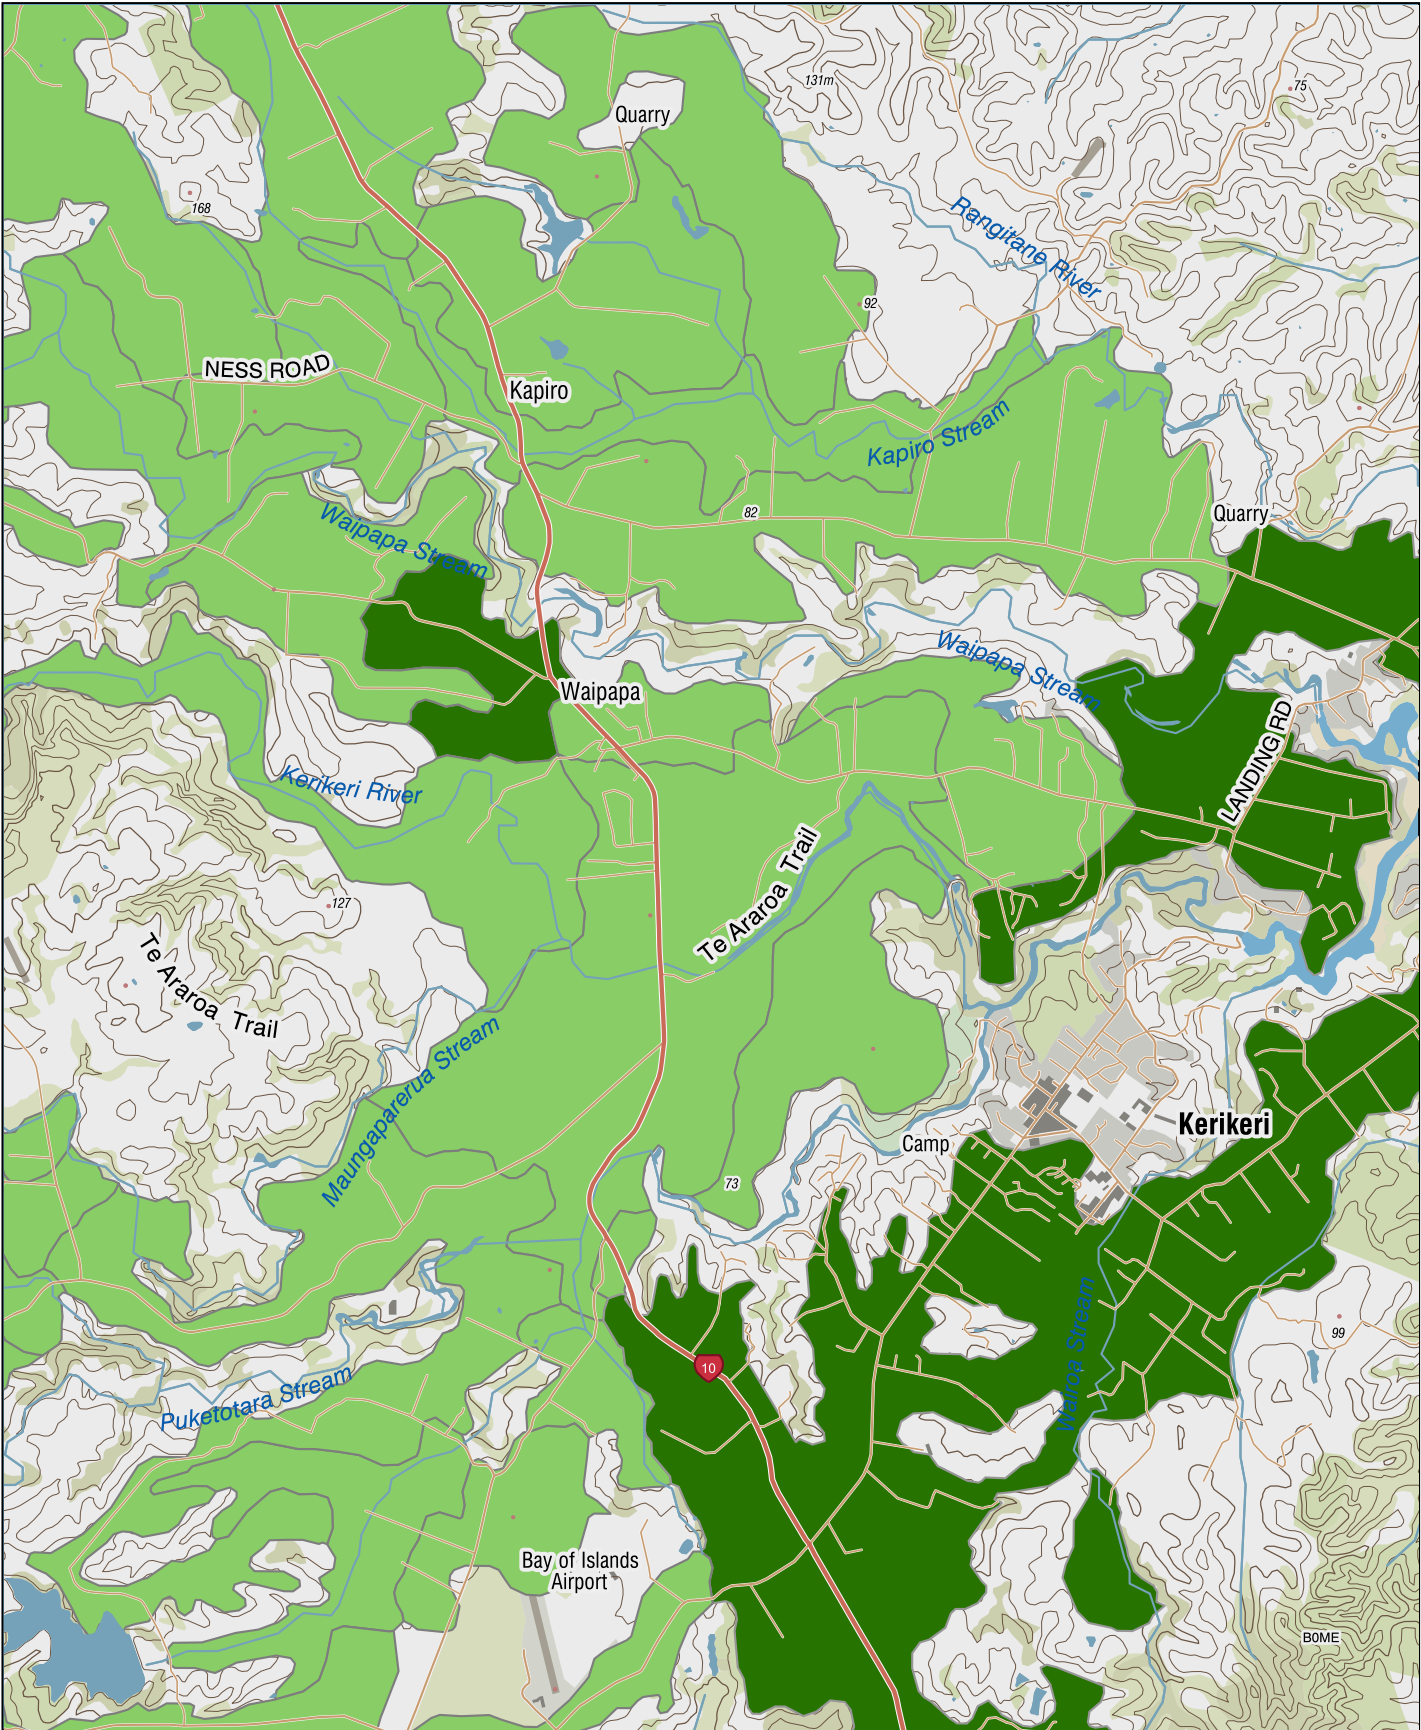 131m
75
Quarry
168
Rangitane River
92
NESS ROAD
Kapiro
Kapiro Stream
82
Quarry
Waipapa Stream
Waipapa Stream
Waipapa
LANDING RD
Kerikeri River
Te Araroa Trail
127
Te Araroa Trail
Maungaparerua Stream
Kerikeri
Camp
73
Wairoa Stream
99
10
Puketotara Stream
Bay of Islands
Airport
B0ME